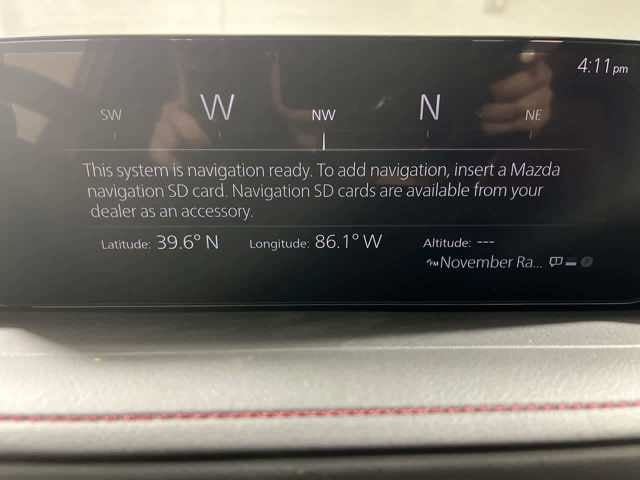 4:11 pm
SW W NW N NE
This system is navigation ready. To add navigation, insert a Mazda
navigation SD card. Navigation SD cards are available from your
dealer as an accessory.
Latitude: 39.6° N Longitude: 86.1° W Altitude: ---
FM November Ra...